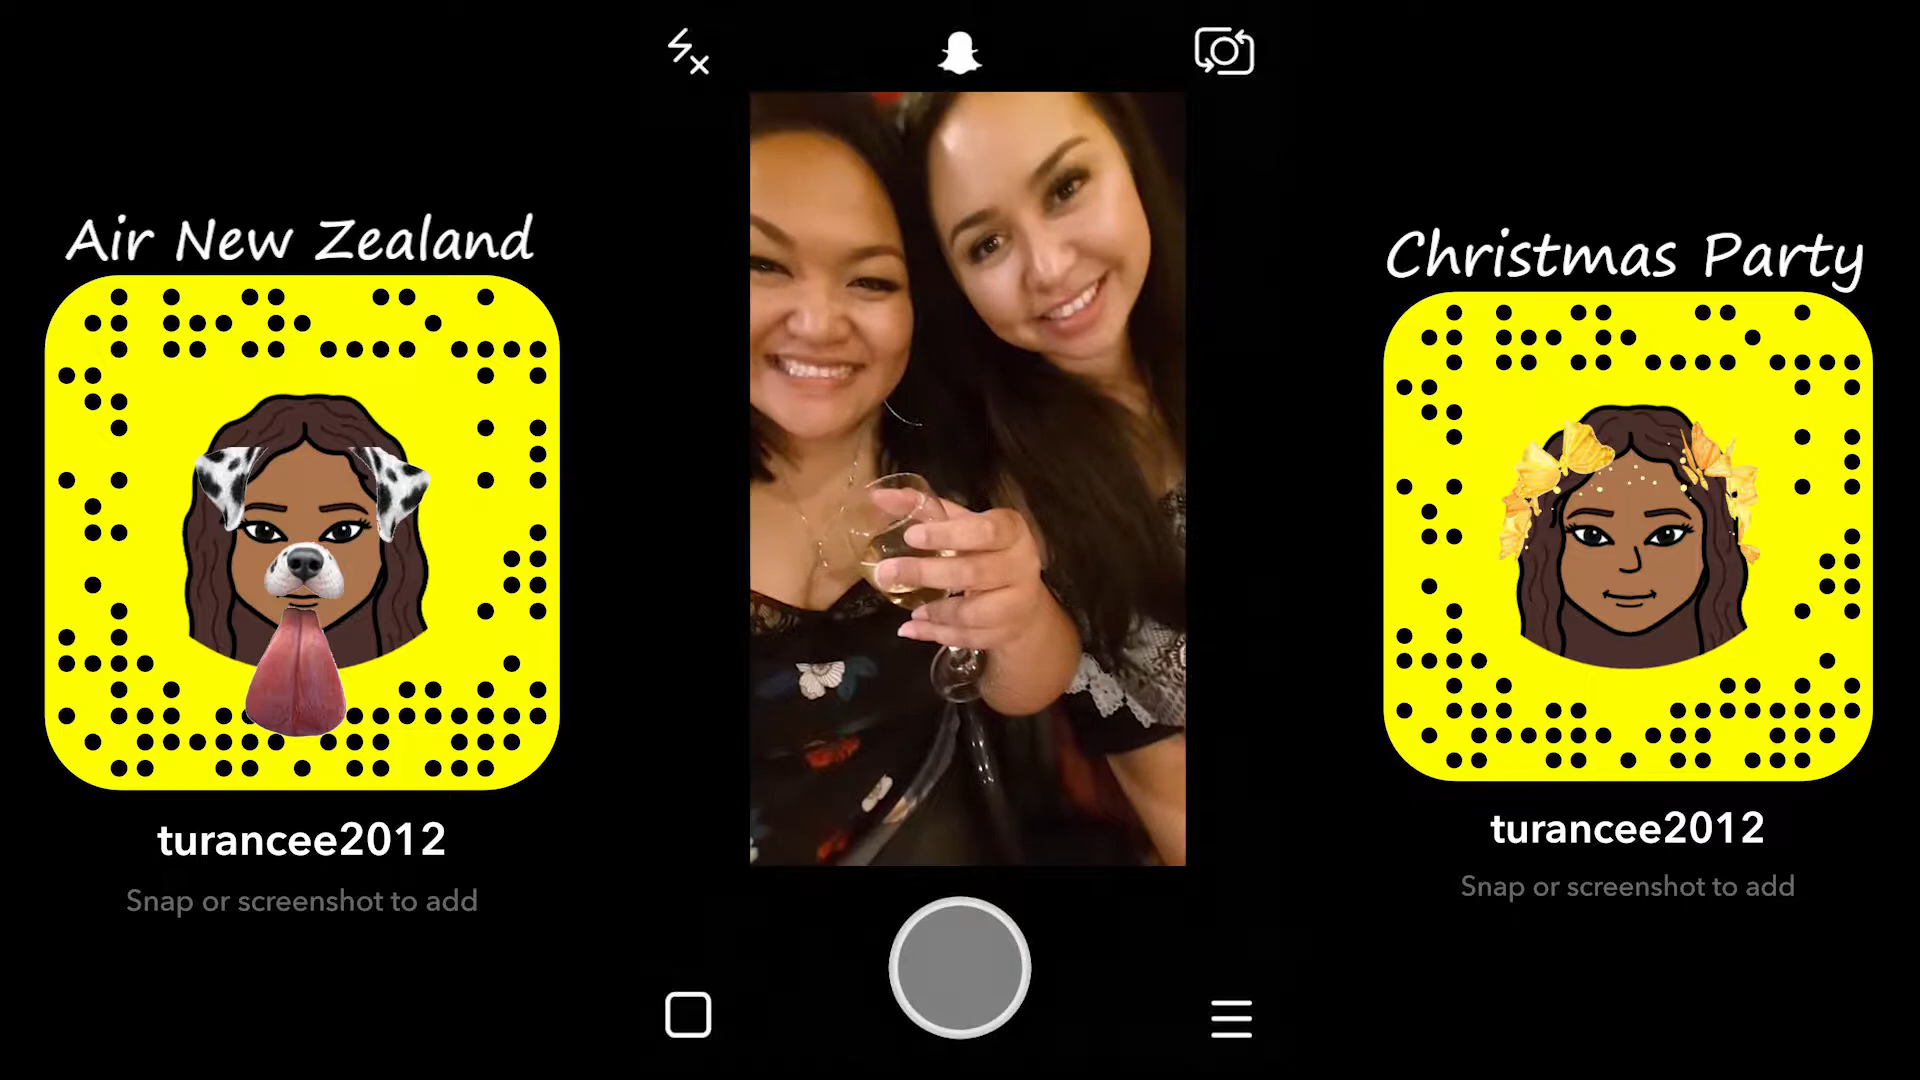 Air New Zealand
turancee2012
Snap or screenshot to add
Christmas Party
turancee2012
Snap or screenshot to add